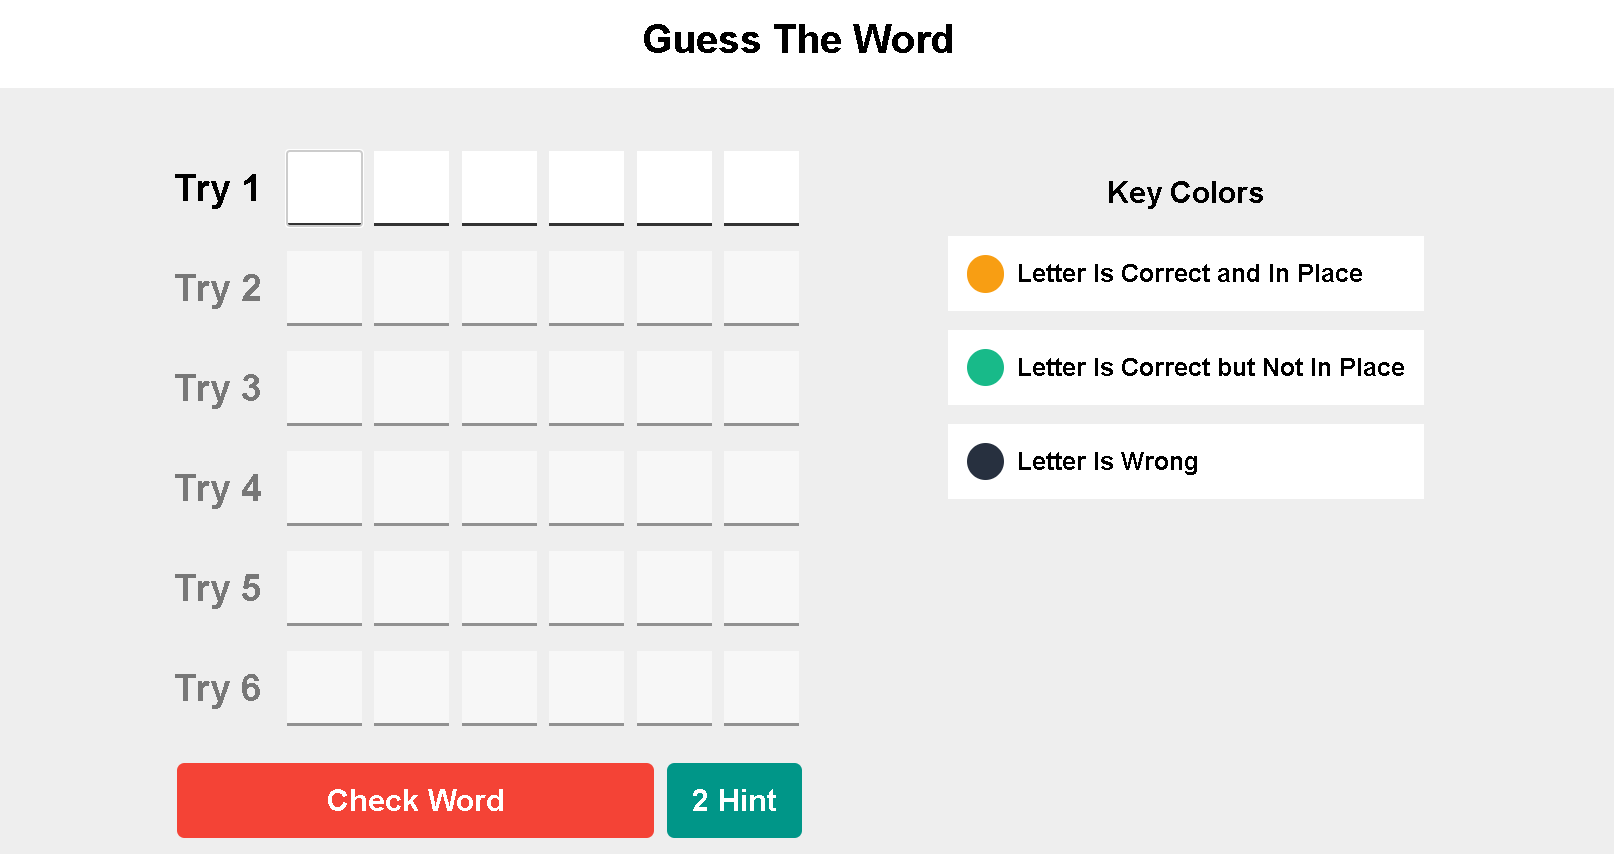 Guess The Word
Try 1
Try 2
Try 3
Try 4
Try 5
Try 6
Check Word
2 Hint
Key Colors
Letter Is Correct and In Place
Letter Is Correct but Not In Place
Letter Is Wrong